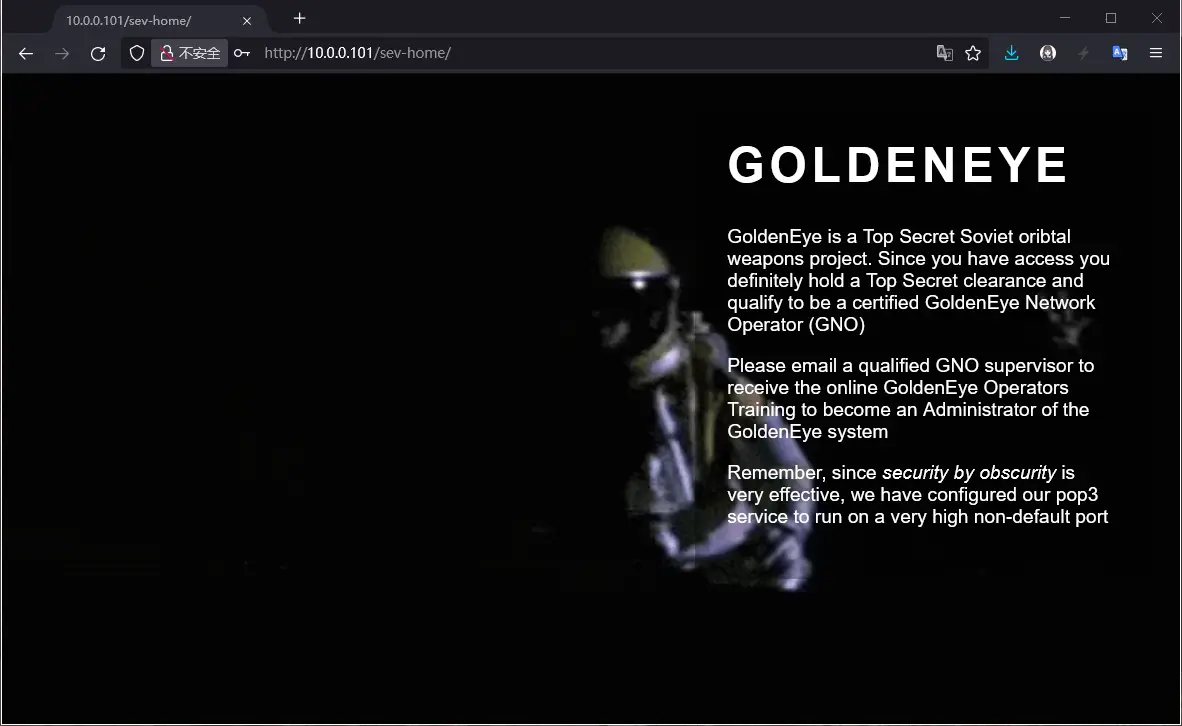 10.0.0.101/sev-home/
不安全
http://10.0.0.101/sev-home/
GOLDENEYE
GoldenEye is a Top Secret Soviet oribtal
weapons project. Since you have access you
definitely hold a Top Secret clearance and
qualify to be a certified GoldenEye Network
Operator (GNO)
Please email a qualified GNO supervisor to
receive the online GoldenEye Operators
Training to become an Administrator of the
GoldenEye system
Remember, since security by obscurity is
very effective, we have configured our pop3
service to run on a very high non-default port